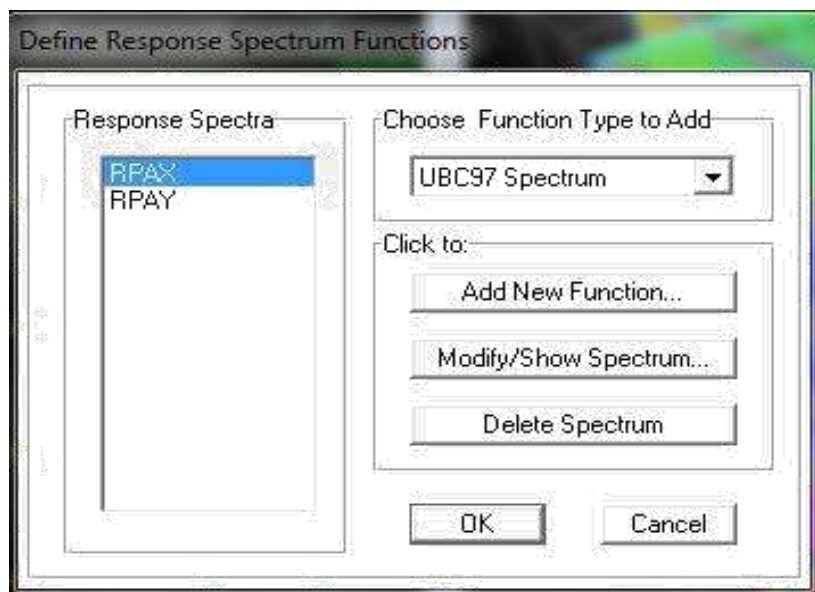 Define Response Spectrum Functions
Response Spectra
RPAX
RPAY
Choose Function Type to Add
UBC97 Spectrum
Click to:
Add New Function...
Modify/Show Spectrum...
Delete Spectrum
OK
Cancel